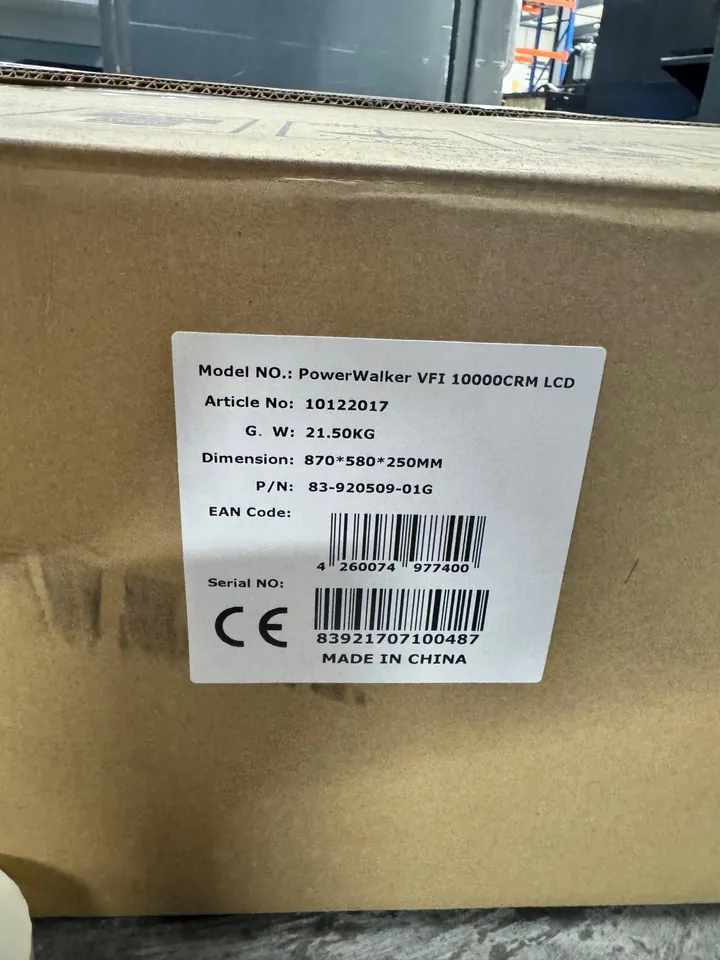 Model NO.: PowerWalker VFI 10000CRM LCD
Article No: 10122017
G. W: 21.50KG
Dimension: 870*580*250MM
P/N: 83-920509-01G
EAN Code:
4 260074 977400
Serial NO:
CE
83921707100487
MADE IN CHINA